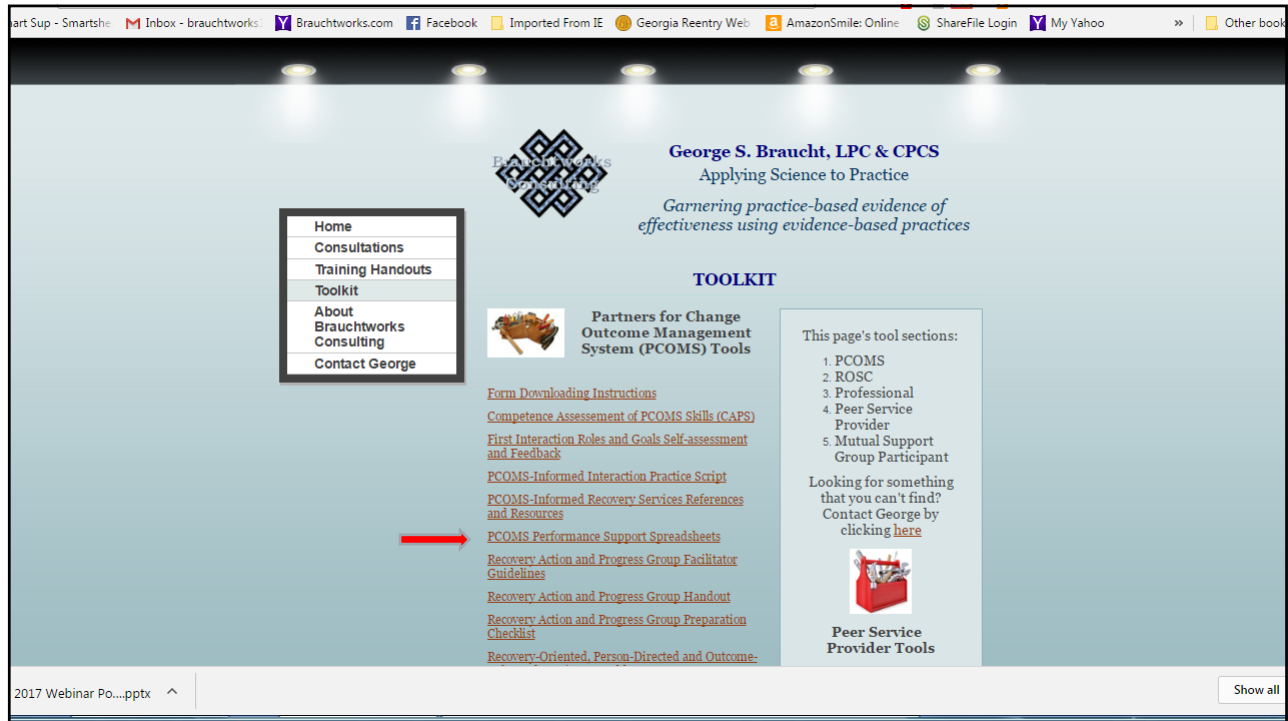 nart Sup - Smartshe
Inbox - brauchtworks
Brauchtworks.com
Facebook
Imported From IE
Georgia Reentry Web
AmazonSmile: Online
ShareFile Login
My Yahoo
»
Other book
Brauchtworks
Consulting
George S. Braucht, LPC & CPCS
Applying Science to Practice
Garnering practice-based evidence of
effectiveness using evidence-based practices
Home
Consultations
Training Handouts
Toolkit
About
Brauchtworks
Consulting
Contact George
TOOLKIT
Partners for Change
Outcome Management
System (PCOMS) Tools
Form Downloading Instructions
Competence Assessment of PCOMS Skills (CAPS)
First Interaction Roles and Goals Self-assessment
and Feedback
PCOMS-Informed Interaction Practice Script
PCOMS-Informed Recovery Services References
and Resources
PCOMS Performance Support Spreadsheets
Recovery Action and Progress Group Facilitator
Guidelines
Recovery Action and Progress Group Handout
Recovery Action and Progress Group Preparation
Checklist
Recovery-Oriented, Person-Directed and Outcome-
This page's tool sections:
1. PCOMS
2. ROSC
3. Professional
4. Peer Service
Provider
5. Mutual Support
Group Participant
Looking for something
that you can't find?
Contact George by
clicking here
Peer Service
Provider Tools
2017 Webinar Po....pptx
Show all